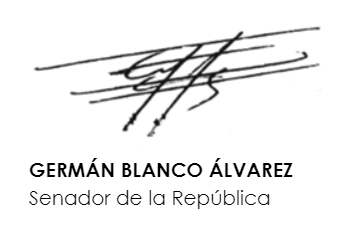 GERMÁN BLANCO ÁLVAREZ
Senador de la República